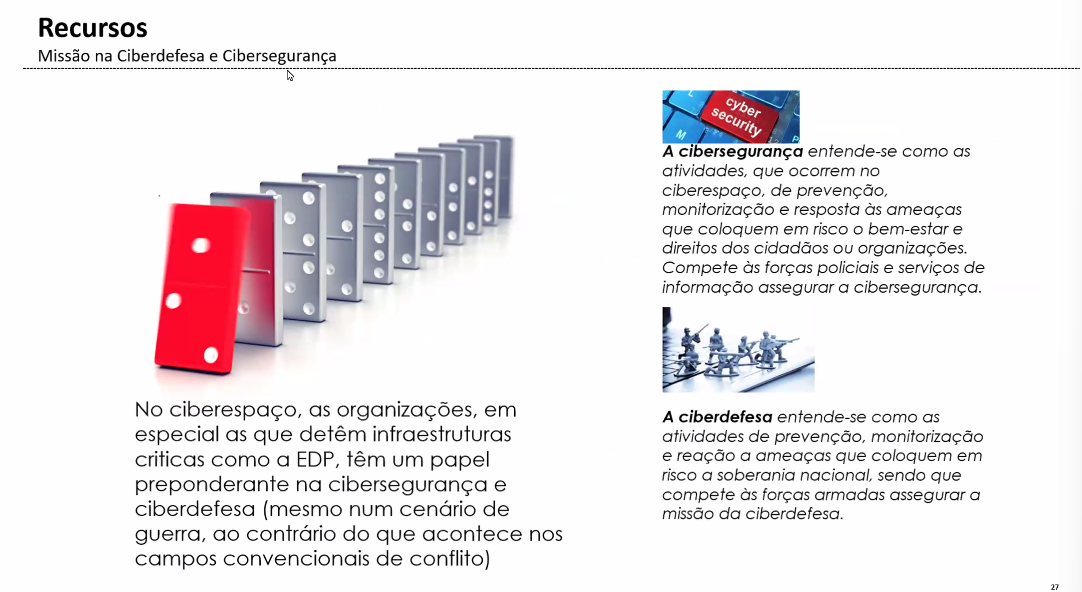 Recursos
Missão na Ciberdefesa e Cibersegurança
No ciberespaço, as organizações, em
especial as que detêm infraestruturas
criticas como a EDP, têm um papel
preponderante na cibersegurança e
ciberdefesa (mesmo num cenário de
guerra, ao contrário do que acontece nos
campos convencionais de conflito)
L
cyber
security
M
A cibersegurança entende-se como as
atividades, que ocorrem no
ciberespaço, de prevenção,
monitorização e resposta às ameaças
que coloquem em risco o bem-estar e
direitos dos cidadãos ou organizações.
Compete às forças policiais e serviços de
informação assegurar a cibersegurança.
A ciberdefesa entende-se como as
atividades de prevenção, monitorização
e reação a ameaças que coloquem em
risco a soberania nacional, sendo que
compete às forças armadas assegurar a
missão da ciberdefesa.
27